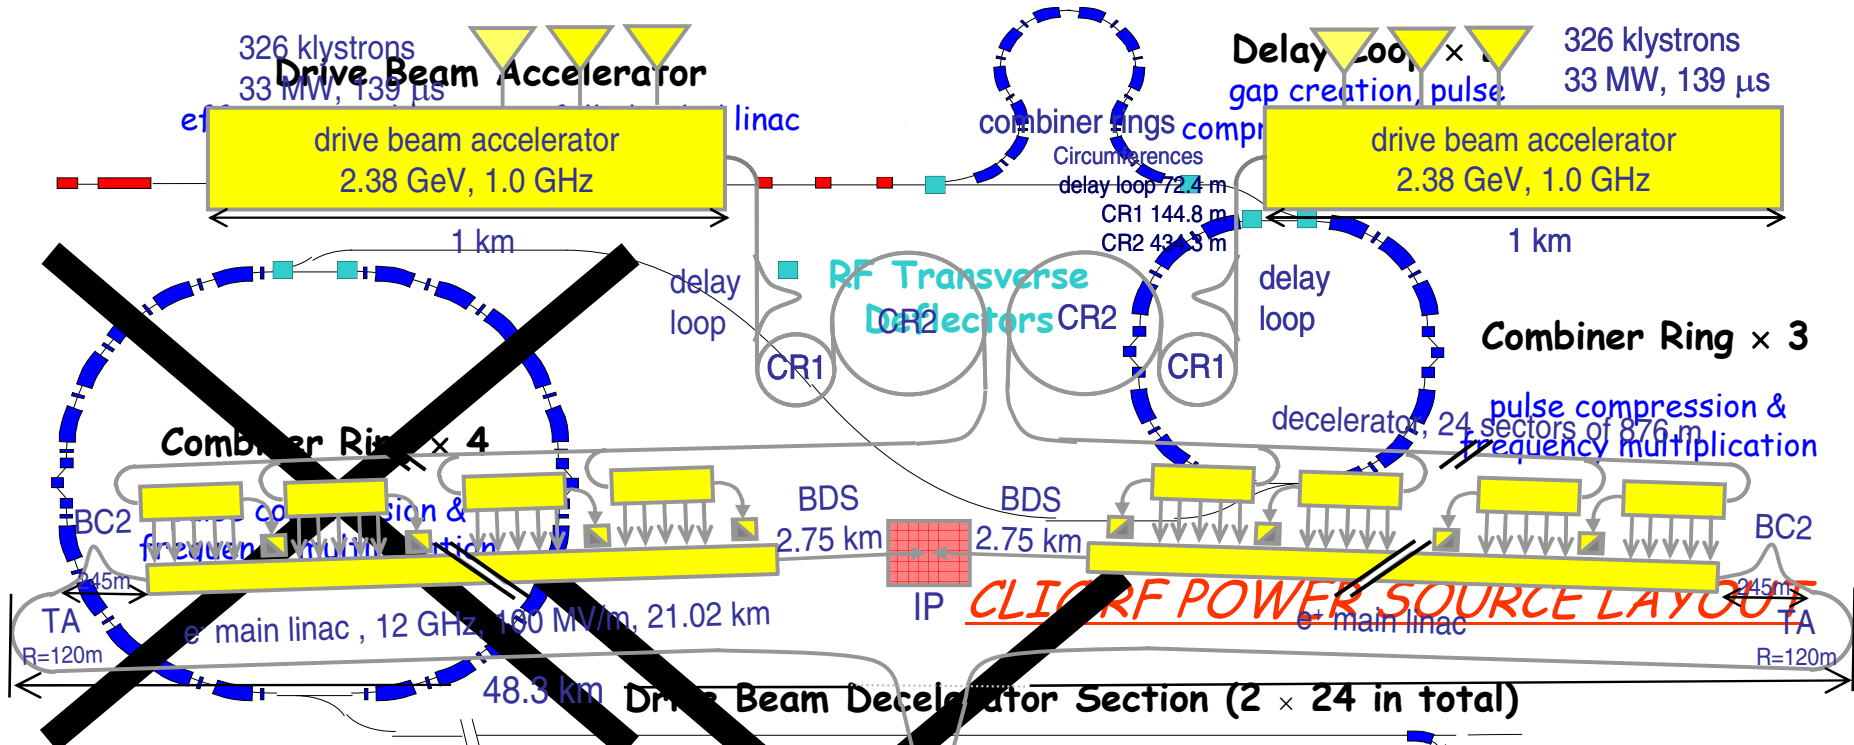 326 klystrons
33 MW, 139 μs
Drive Beam Accelerator
linac
drive beam accelerator
2.38 GeV, 1.0 GHz
1 km
combiner rings
Circumferences
delay loop 72.4 m
CR1 144.8 m
CR2 434.3 m
Delay Loop ×
gap creation, pulse
326 klystrons
33 MW, 139 μs
drive beam accelerator
2.38 GeV, 1.0 GHz
1 km
delay
loop
RF Transverse
Deflectors
CR2
CR2
CR1
CR1
delay
loop
Combiner Ring × 3
pulse compression &
frequency multiplication
decelerator, 24 sectors of 876 m
Combiner Ring × 4
BC2
frequency multiplication
BDS
2.75 km
BDS
2.75 km
BC2
245m
245m
TA
R=120m
e- main linac , 12 GHz, 100 MV/m, 21.02 km
IP
CLIC RF POWER SOURCE LAYOUT
e+ main linac
TA
R=120m
48.3 km
Drive Beam Decelerator Section (2 × 24 in total)